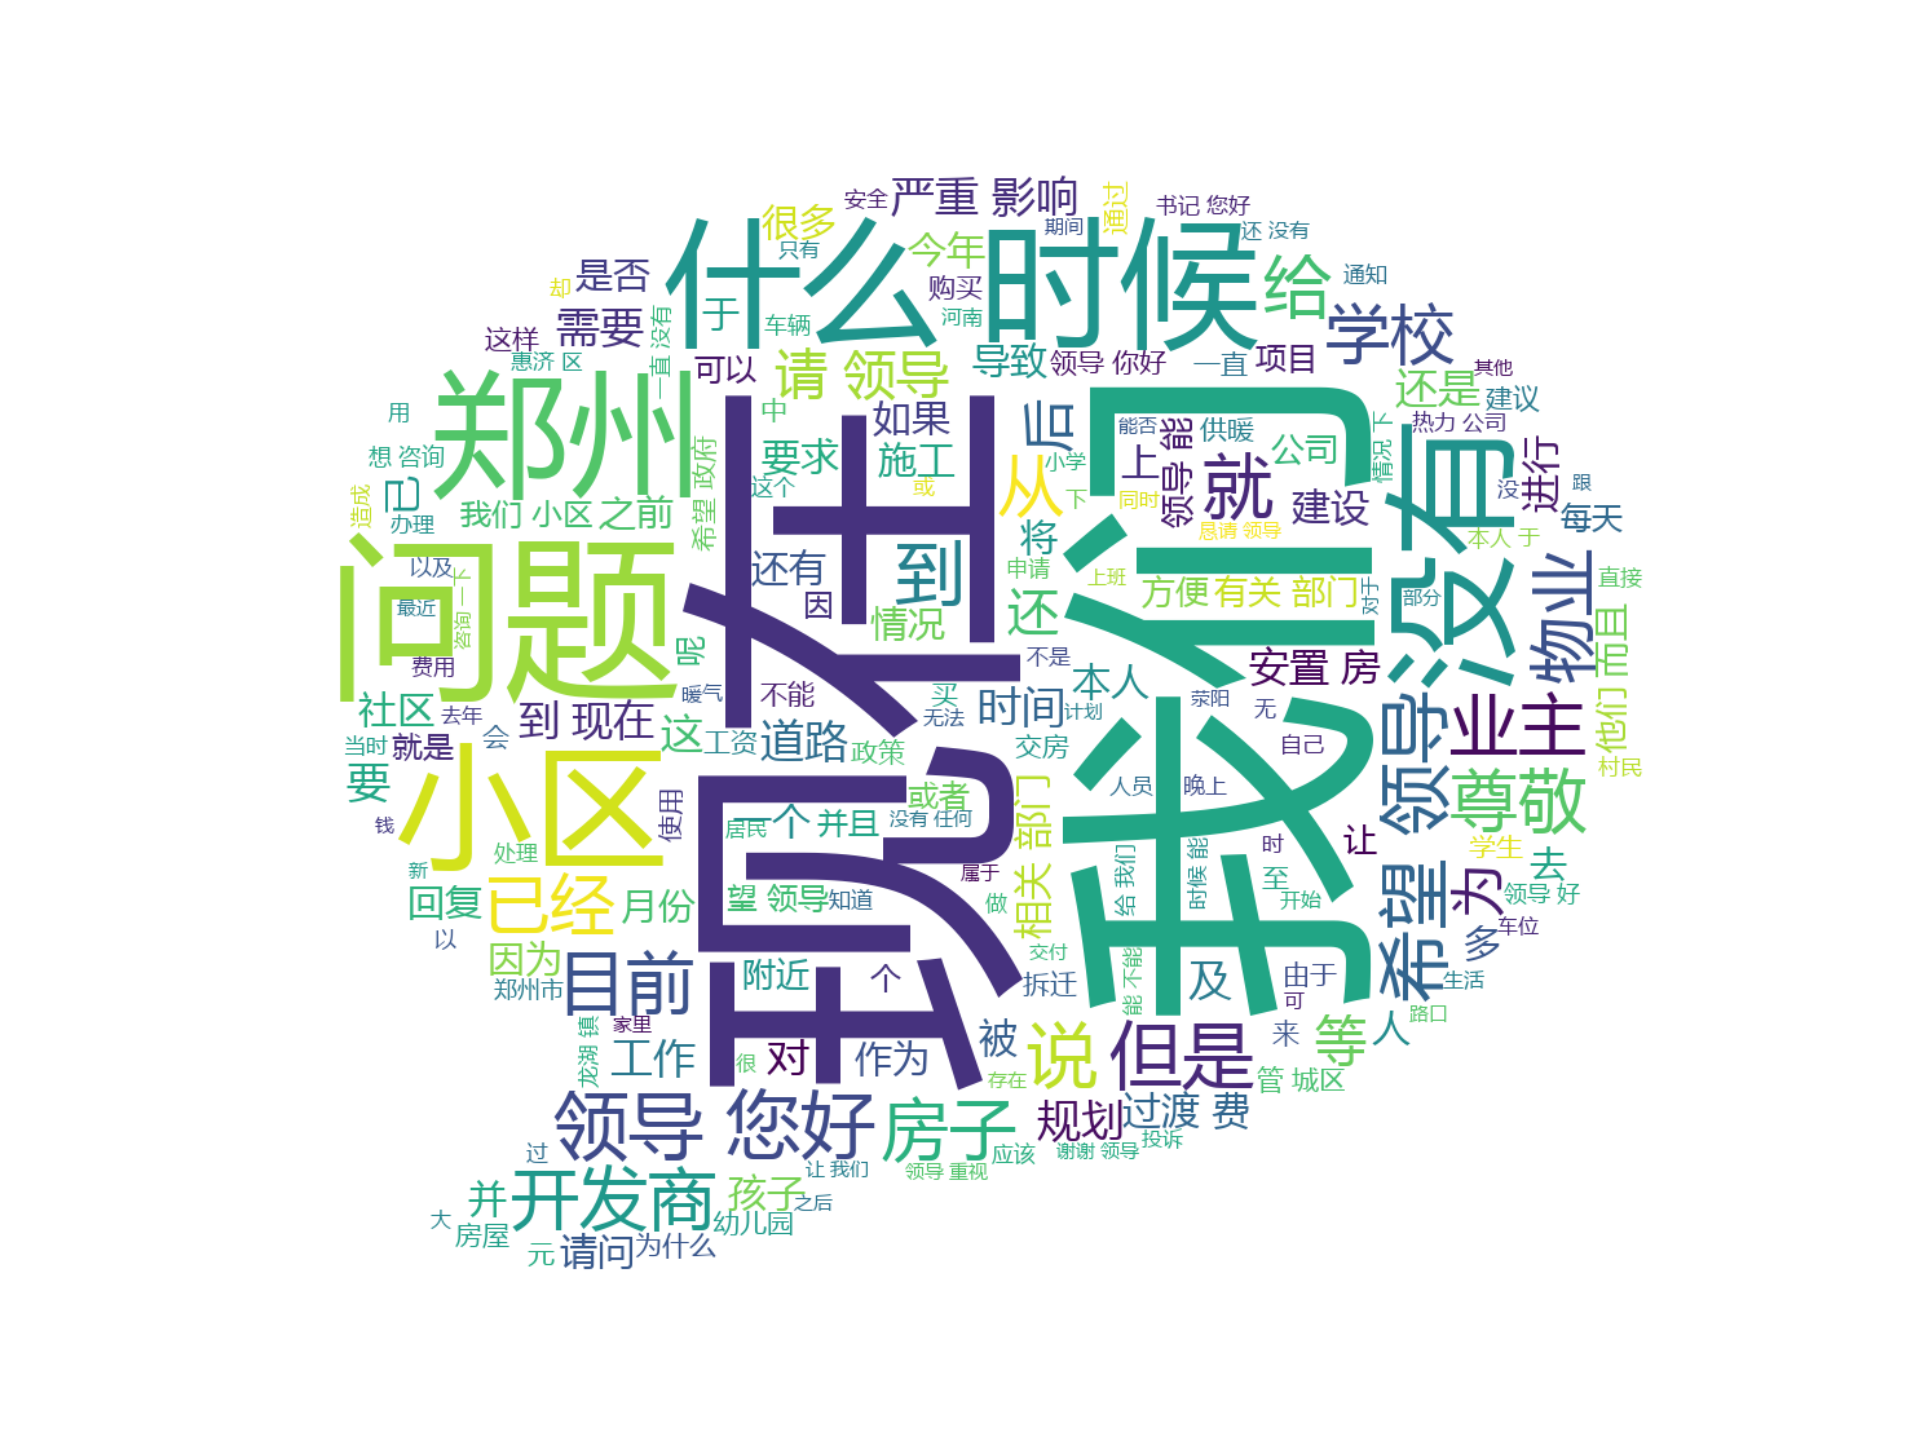 严重 影响
安全
很多
通过
书记 您好
什么 时候
期间
还 没有
只有
今年
是否
给
通知
却
购买
于
需要
车辆
河南
学校
一直 没有
这样
惠济 区
可以
请 领导
导致
领导 你好
一直
项目
其他
还是
建议
郑州
用
中
如果
后
能否
供暖
热力 公司
情况 下
没有
想 咨询
希望 政府
要求
施工
小学
上
领导 能
公司
就
进行
没
跟
已
造成
这个
或
从
下
同时
建设
每天
办理
我们 小区
之前
将
恳请 领导
本人 于
问题
现在
还有
到
申请
上班
我们
以及
咨询 一下
最近
因
情况
还
方便
有关 部门
对于
部分
物业
直接
呢
费用
暖气
不能
不是
本人
安置 房
而且
社区
去年
到 现在
买
时间
计划
荥阳
无
希望 领导
业主
他们
当时
就是
会
这
工资
道路
政策
无法
交房
自己
村民
要
小区
使用
或者
相关 部门
人员
晚上
尊敬
钱
一个
并且
居民
没有 任何
让
处理
时
学生
新
属于
给 我们
时候 能
至
去
回复
已经
月份
望 领导
知道
做
开始
为
领导 好
以
因为
目前
附近
个
交付
能 不能
多
车位
郑州市
拆迁
及
由于
生活
可
龙湖 镇
家里
被
来
等
人
路口
工作
很
对
作为
存在
说
但是
管 城区
领导 您好
房子
规划
过渡 费
过
应该
谢谢 领导
投诉
让 我们
领导 重视
并
开发商
孩子
之后
大
房屋
幼儿园
元
请问
为什么